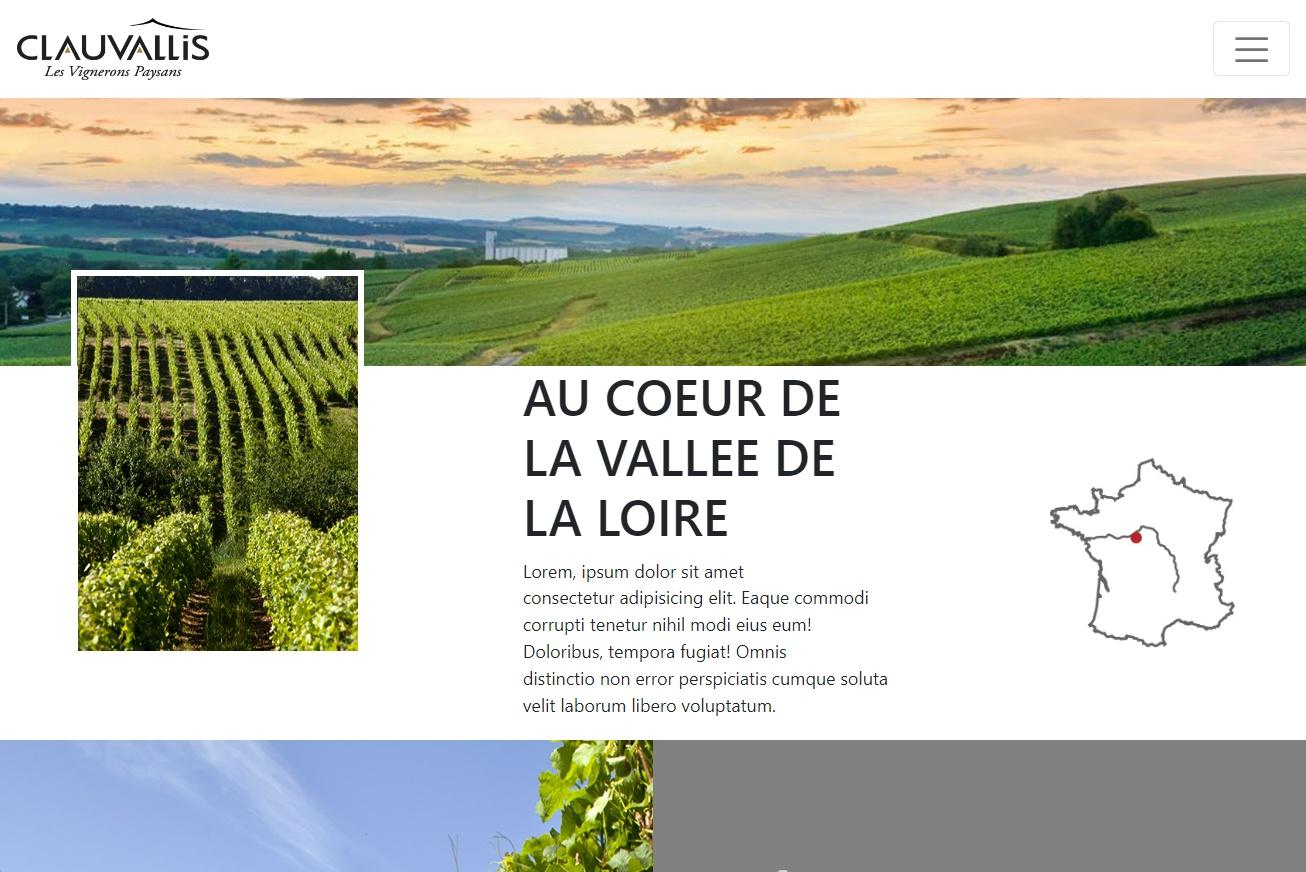 CLAUVALLiS
Les Vignerons Paysans
AU COEUR DE
LA VALLEE DE
LA LOIRE
Lorem, ipsum dolor sit amet
consectetur adipisicing elit. Eaque commodi
corrupti tenetur nihil modi eius eum!
Doloribus, tempora fugiat! Omnis
distinctio non error perspiciatis cumque soluta
velit laborum libero voluptatum.